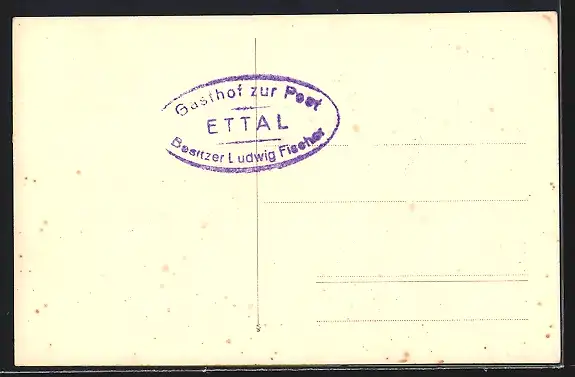 Gasthof zur Post
ETTAL
Besitzer Ludwig Fischer